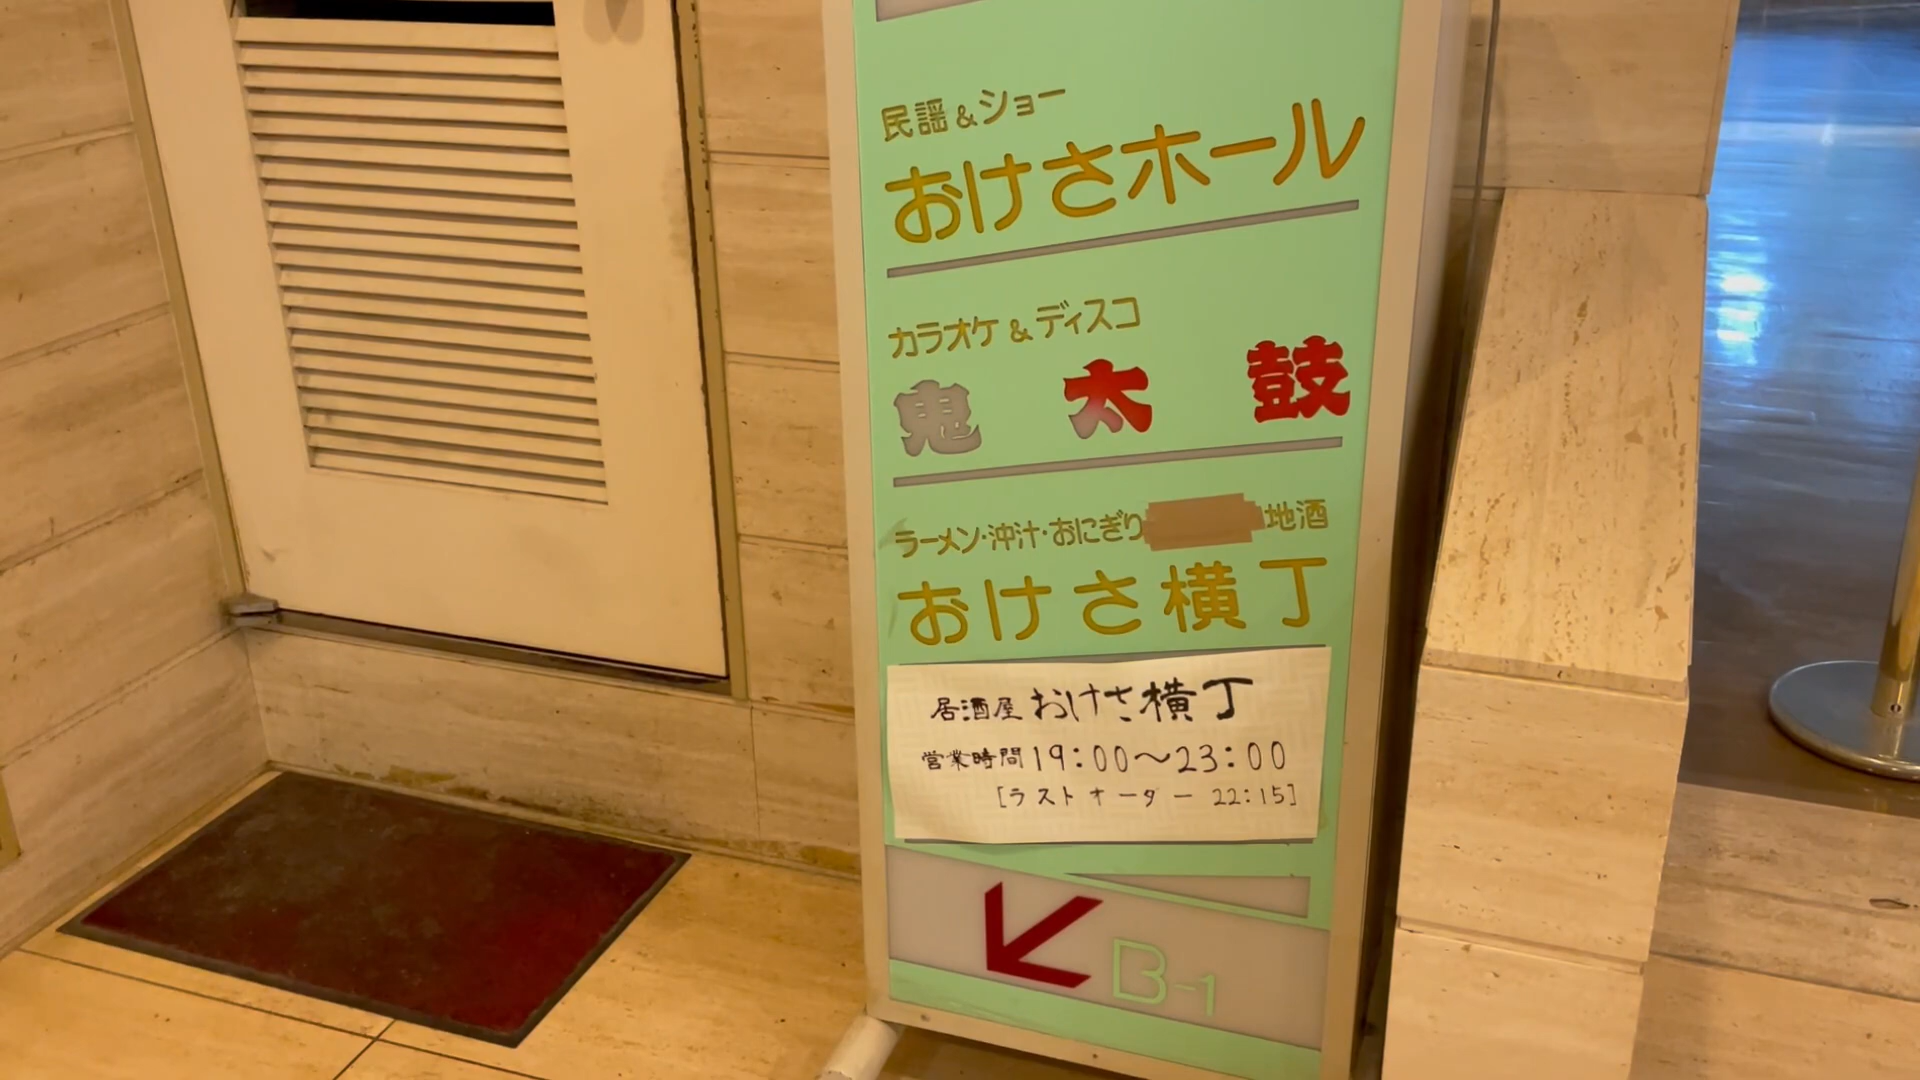 民謡&ショー
おけさホール
カラオケ&ディスコ
鬼太鼓
ラーメン・沖汁・おにぎり 地酒
おけさ横丁
居酒屋 おけさ横丁
営業時間 19:00~23:00
[ラストオーダー 22:15]
B-1